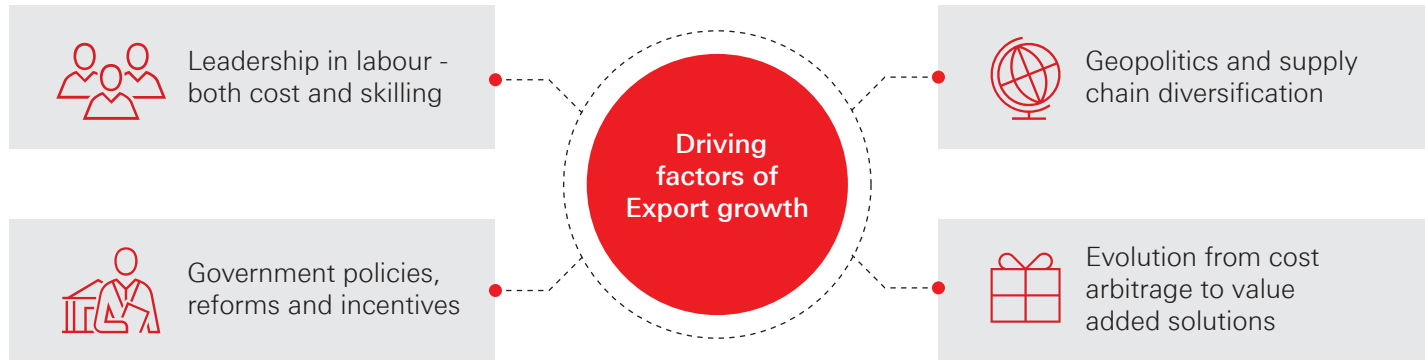 Leadership in labour -
both cost and skilling
Government policies,
reforms and incentives
Driving
factors of
Export growth
Geopolitics and supply
chain diversification
Evolution from cost
arbitrage to value
added solutions